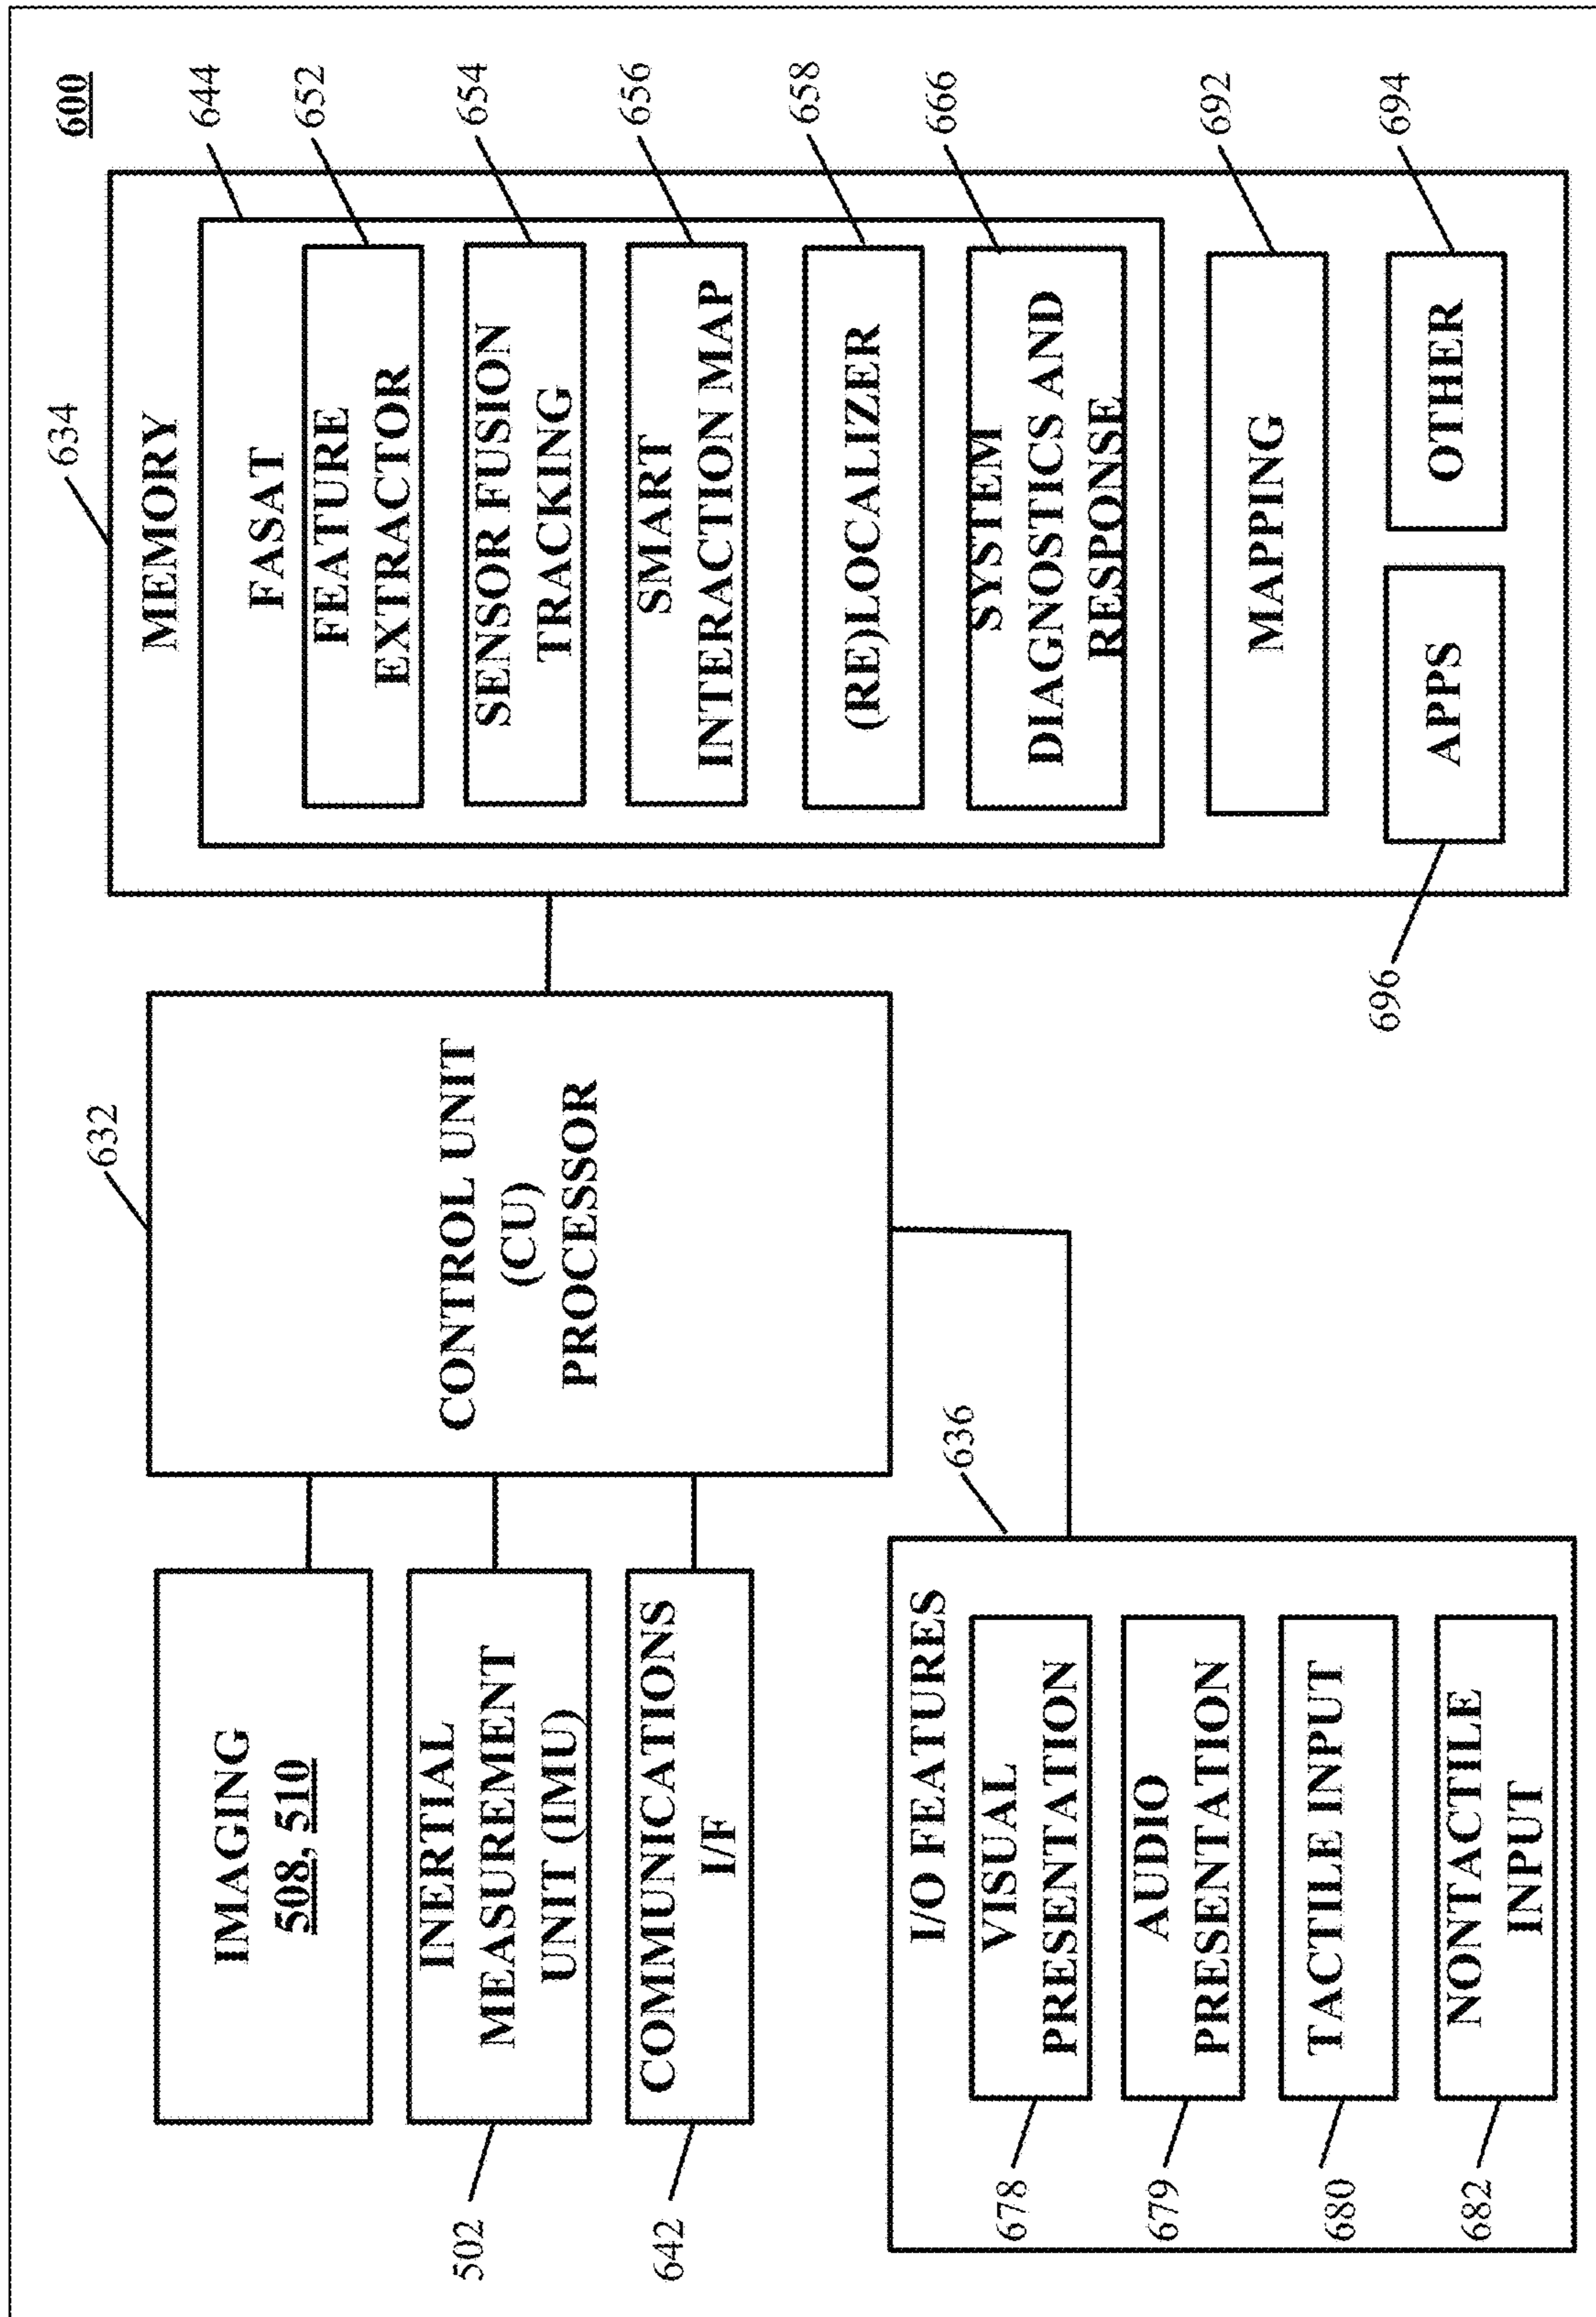 600
632
634
IMAGING
508, 510
INERTIAL
MEASUREMENT
UNIT (IMU)
502
COMMUNICATIONS
I/F
642
CONTROL UNIT
(CU)
PROCESSOR
MEMORY
644
FASAT
FEATURE
EXTRACTOR
652
SENSOR FUSION
TRACKING
654
SMART
INTERACTION MAP
656
(RE)LOCALIZER
658
SYSTEM
DIAGNOSTICS AND
RESPONSE
666
MAPPING
692
APPS
696
OTHER
694
636
I/O FEATURES
VISUAL
PRESENTATION
678
AUDIO
PRESENTATION
679
TACTILE INPUT
680
NONTACTILE
INPUT
682